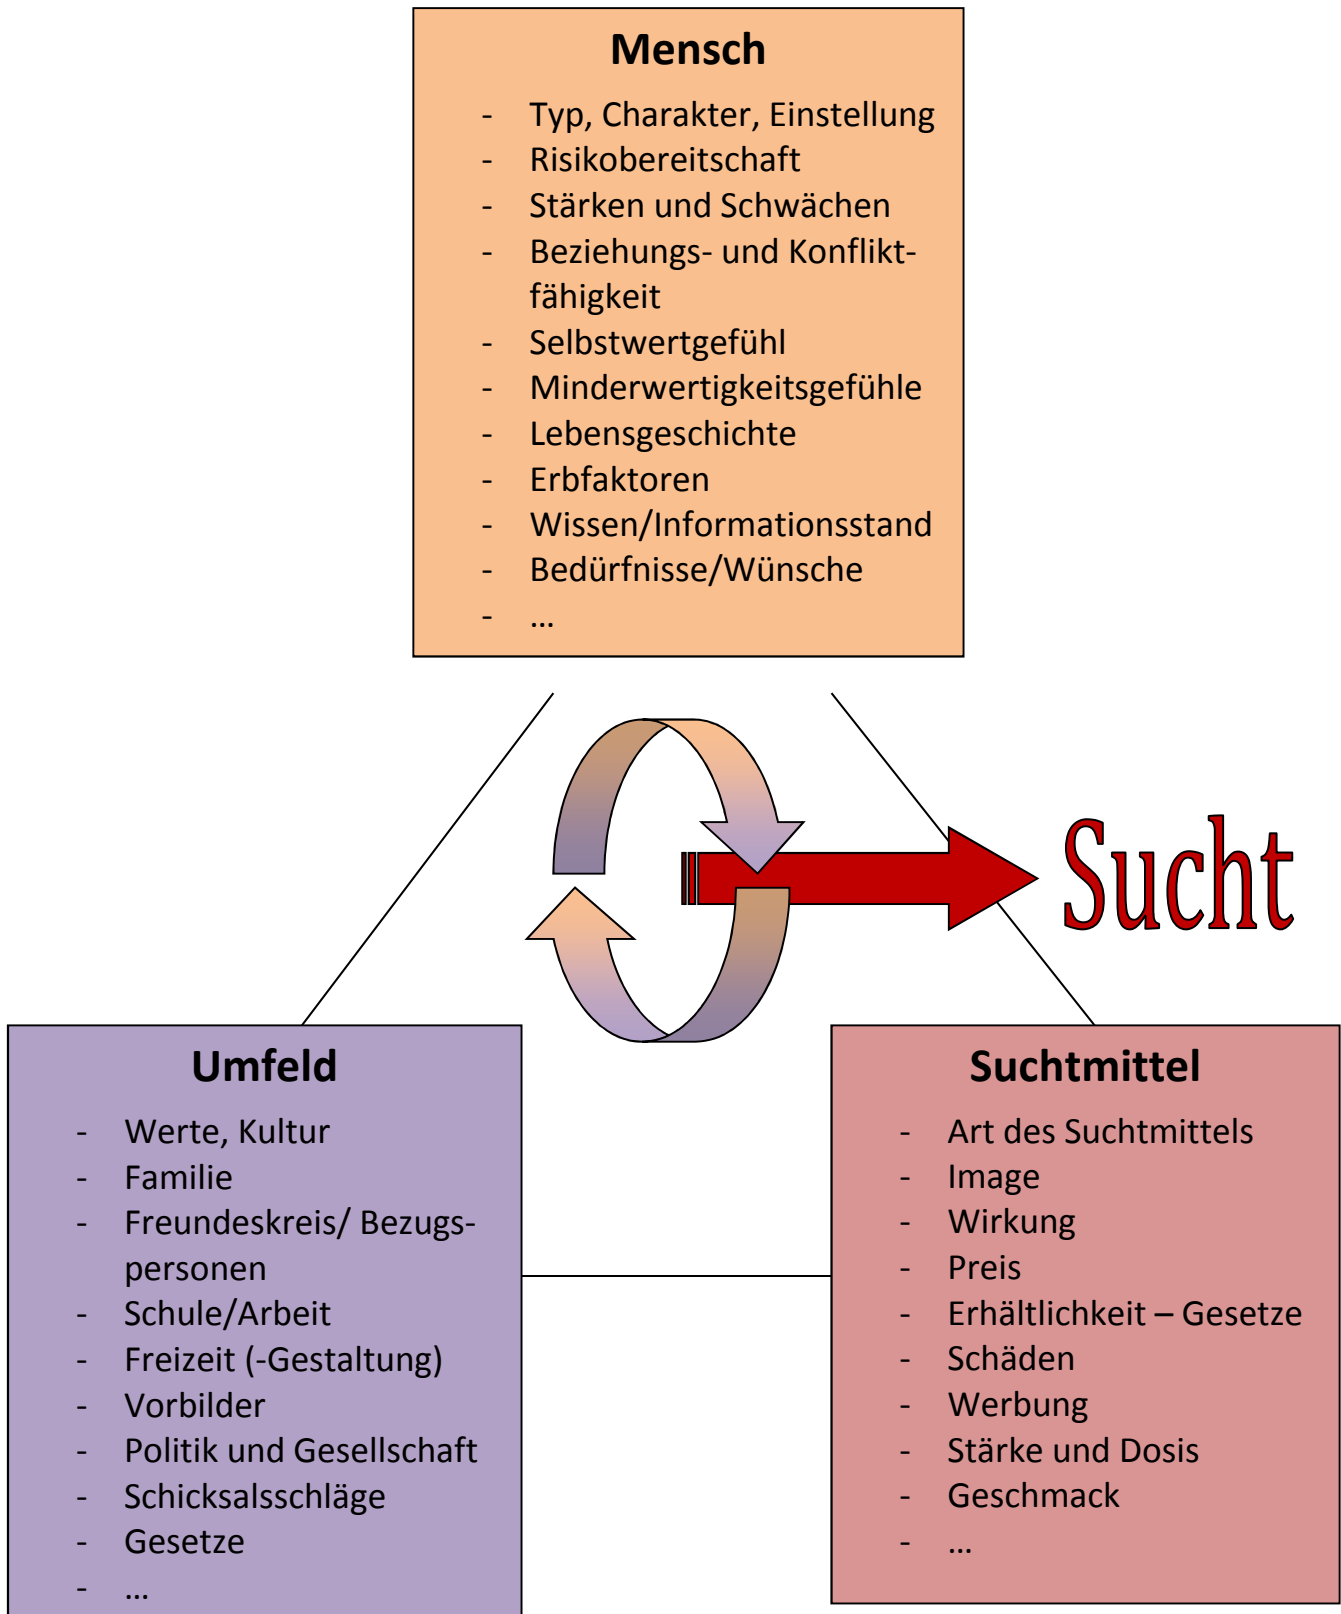 Mensch
- Typ, Charakter, Einstellung
- Risikobereitschaft
- Stärken und Schwächen
- Beziehungs- und Konflikt-
fähigkeit
- Selbstwertgefühl
- Minderwertigkeitsgefühle
- Lebensgeschichte
- Erbfaktoren
- Wissen/Informationsstand
- Bedürfnisse/Wünsche
- …
Sucht
Umfeld
- Werte, Kultur
- Familie
- Freundeskreis/ Bezugs-
personen
- Schule/Arbeit
- Freizeit (-Gestaltung)
- Vorbilder
- Politik und Gesellschaft
- Schicksalsschläge
- Gesetze
- …
Suchtmittel
- Art des Suchtmittels
- Image
- Wirkung
- Preis
- Erhältlichkeit – Gesetze
- Schäden
- Werbung
- Stärke und Dosis
- Geschmack
- …